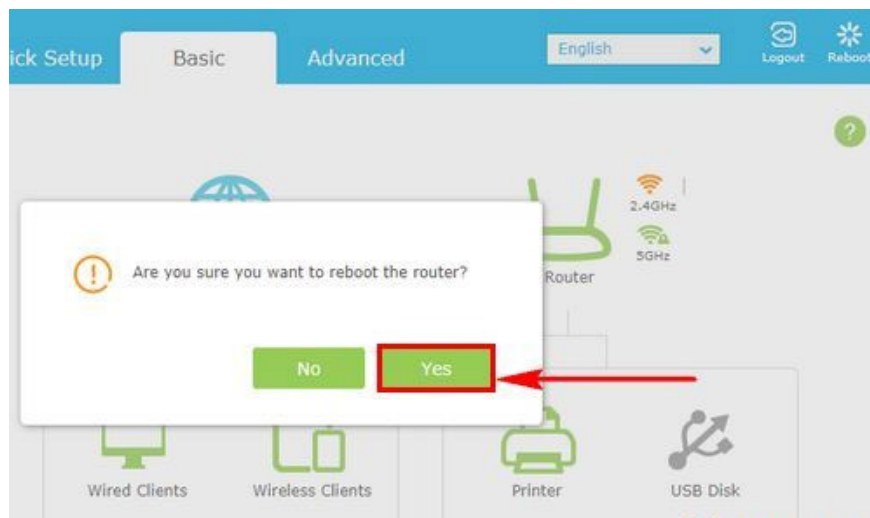 ick Setup
Basic
Advanced
English
Logout
Reboot
?
2.4GHz
5GHz
Router
! Are you sure you want to reboot the router?
No
Yes
Wired Clients
Wireless Clients
Printer
USB Disk